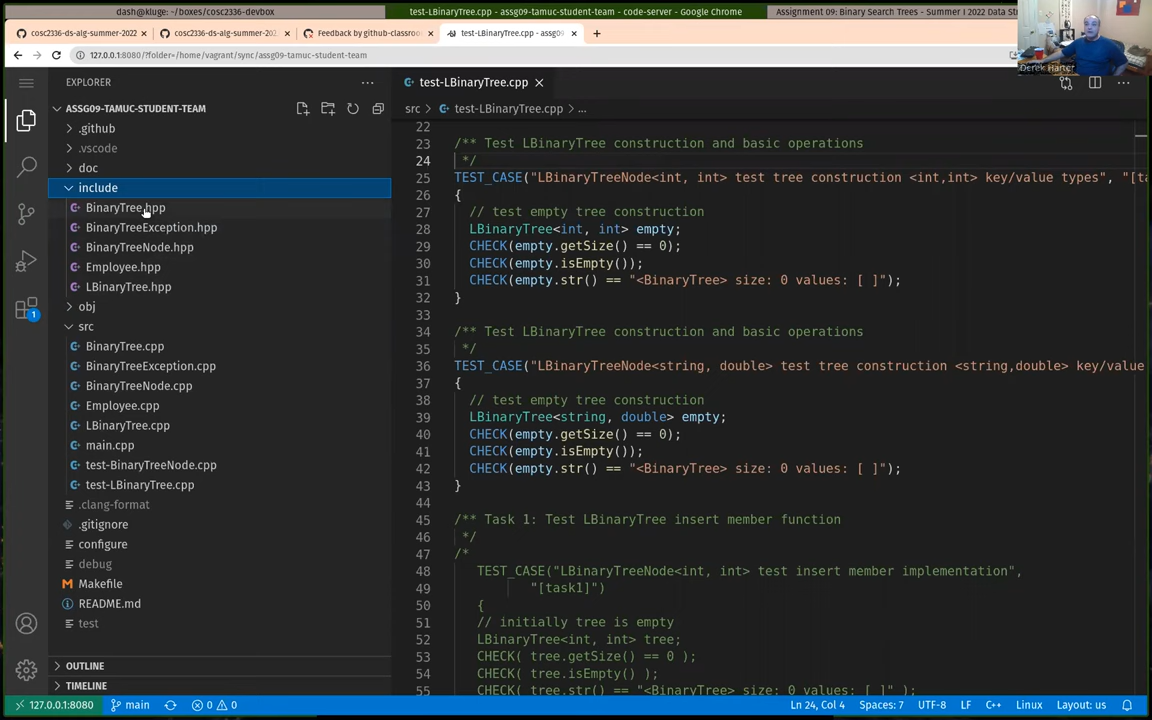 dash@kluge: ~/boxes/cosc2336-devbox
test-LBinaryTree.cpp - assg09-tamuc-student-team - code-server - Google Chrome
Assignment 09: Binary Search Trees - Summer I 2022 Data S
cosc2336-ds-alg-summer-2022
cosc2336-ds-alg-summer-202
Feedback by github-classroo
test-LBinaryTree.cpp - assg09
127.0.0.1:8080/?folder=/home/vagrant/sync/assg09-tamuc-student-team
Derek Harter
EXPLORER
ASSG09-TAMUC-STUDENT-TEAM
.github
.vscode
doc
include
BinaryTree.hpp
BinaryTreeException.hpp
BinaryTreeNode.hpp
Employee.hpp
LBinaryTree.hpp
obj
src
BinaryTree.cpp
BinaryTreeException.cpp
BinaryTreeNode.cpp
Employee.cpp
LBinaryTree.cpp
main.cpp
test-BinaryTreeNode.cpp
test-LBinaryTree.cpp
.clang-format
.gitignore
configure
debug
Makefile
README.md
test
OUTLINE
TIMELINE
1
test-LBinaryTree.cpp
src > test-LBinaryTree.cpp > ...
22
23 /** Test LBinaryTree construction and basic operations
24 */
25 TEST_CASE("LBinaryTreeNode<int, int> test tree construction <int,int> key/value types", "[ta
26 {
27 // test empty tree construction
28 LBinaryTree<int, int> empty;
29 CHECK(empty.getSize() == 0);
30 CHECK(empty.isEmpty());
31 CHECK(empty.str() == "<BinaryTree> size: 0 values: [ ]");
32 }
33
34 /** Test LBinaryTree construction and basic operations
35 */
36 TEST_CASE("LBinaryTreeNode<string, double> test tree construction <string,double> key/value
37 {
38 // test empty tree construction
39 LBinaryTree<string, double> empty;
40 CHECK(empty.getSize() == 0);
41 CHECK(empty.isEmpty());
42 CHECK(empty.str() == "<BinaryTree> size: 0 values: [ ]");
43 }
44
45 /** Task 1: Test LBinaryTree insert member function
46 */
47 /*
48 TEST_CASE("LBinaryTreeNode<int, int> test insert member implementation",
49 "[task1]")
50 {
51 // initially tree is empty
52 LBinaryTree<int, int> tree;
53 CHECK( tree.getSize() == 0 );
54 CHECK( tree.isEmpty() );
55 CHECK( tree.str() == "<BinaryTree> size: 0 values: [ ]" );
127.0.0.1:8080
main
0 0
Ln 24, Col 4
Spaces: 7
UTF-8
LF
C++
Linux
Layout: us